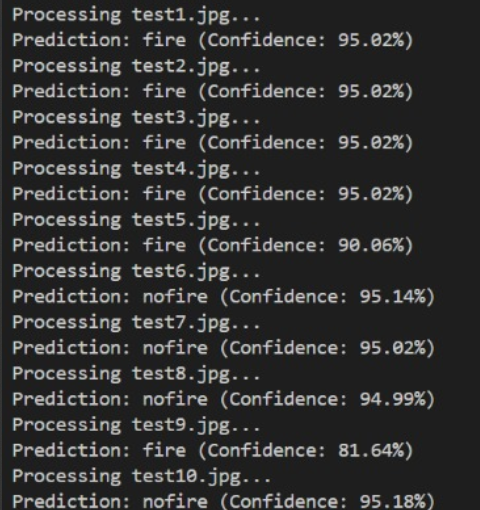 Processing test1.jpg...
Prediction: fire (Confidence: 95.02%)
Processing test2.jpg...
Prediction: fire (Confidence: 95.02%)
Processing test3.jpg...
Prediction: fire (Confidence: 95.02%)
Processing test4.jpg...
Prediction: fire (Confidence: 95.02%)
Processing test5.jpg...
Prediction: fire (Confidence: 90.06%)
Processing test6.jpg...
Prediction: nofire (Confidence: 95.14%)
Processing test7.jpg...
Prediction: nofire (Confidence: 95.02%)
Processing test8.jpg...
Prediction: nofire (Confidence: 94.99%)
Processing test9.jpg...
Prediction: fire (Confidence: 81.64%)
Processing test10.jpg...
Prediction: nofire (Confidence: 95.18%)